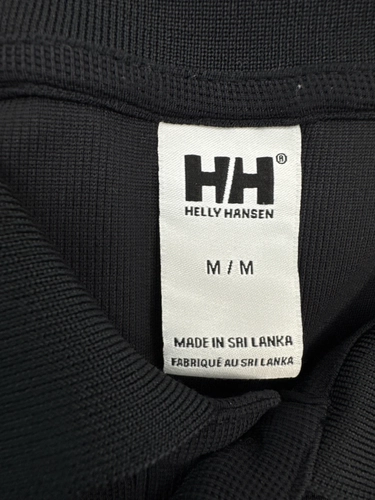 HH®
HELLY HANSEN
M / M
MADE IN SRI LANKA
FABRIQUÉ AU SRI LANKA